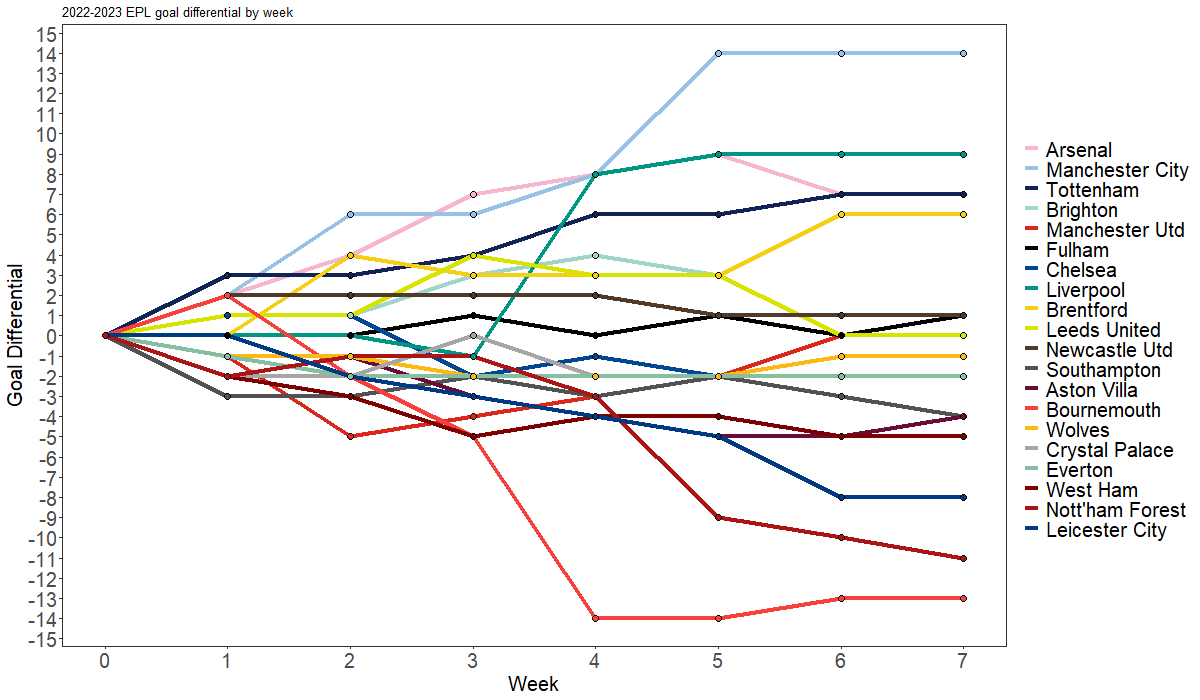 2022-2023 EPL goal differential by week
Goal Differential
15
14
13
12
11
10
9
8
7
6
5
4
3
2
1
0
-1
-2
-3
-4
-5
-6
-7
-8
-9
-10
-11
-12
-13
-14
-15
0 1 2 3 4 5 6 7
Week
Arsenal
Manchester City
Tottenham
Brighton
Manchester Utd
Fulham
Chelsea
Liverpool
Brentford
Leeds United
Newcastle Utd
Southampton
Aston Villa
Bournemouth
Wolves
Crystal Palace
Everton
West Ham
Nott'ham Forest
Leicester City